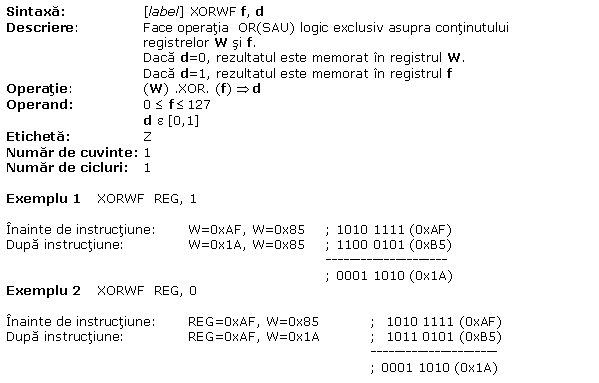 Sintaxă: [label] XORWF f, d
Descriere: Face operaţia OR(SAU) logic exclusiv asupra conţinutului
registrelor W şi f.
Dacă d=0, rezultatul este memorat în registrul W.
Dacă d=1, rezultatul este memorat în registrul f
Operaţie: (W) .XOR. (f) ⇒ d
Operand: 0 ≤ f ≤ 127
d ε [0,1]
Etichetă: Z
Număr de cuvinte: 1
Număr de cicluri: 1
Exemplu 1 XORWF REG, 1
Înainte de instrucţiune: W=0xAF, W=0x85 ; 1010 1111 (0xAF)
După instrucţiune: W=0x1A, W=0x85 ; 1100 0101 (0xB5)
---------------------
; 0001 1010 (0x1A)
Exemplu 2 XORWF REG, 0
Înainte de instrucţiune: REG=0xAF, W=0x85 ; 1010 1111 (0xAF)
După instrucţiune: REG=0xAF, W=0x1A ; 1011 0101 (0xB5)
---------------------
; 0001 1010 (0x1A)